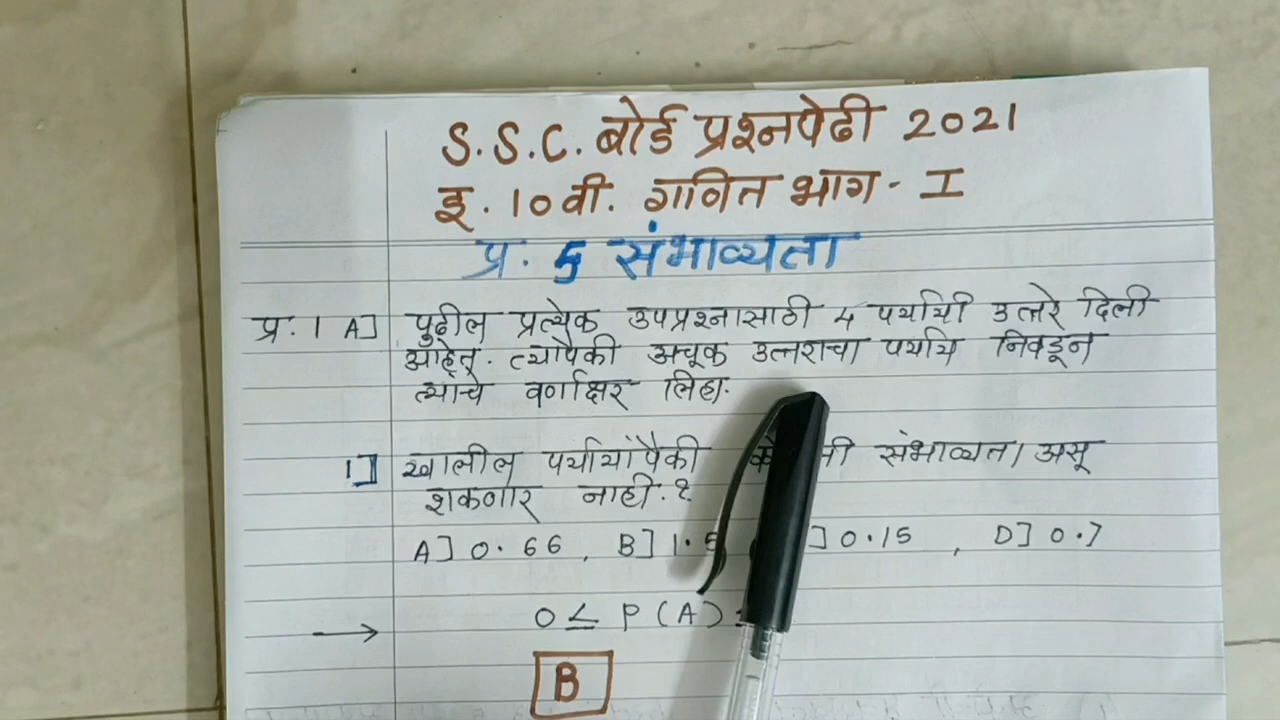 S.S.C. बोर्ड प्रश्नपेढी 2021
इ. 10वी. गणित भाग - I
प्र. 5 संभाव्यता
प्र. 1 A] पुढील प्रत्येक उपप्रश्नासाठी 4 पर्यायी उत्तरे दिली
आहेत. त्यापैकी अचूक उत्तराचा पर्याय निवडून
त्याचे वर्णाक्षर लिहा.
1] खालील पर्यायांपैकी संभाव्यता असू
शकणार नाही.?
A] 0.66, B] 1.5 ] 0.15, D] 0.7
→ 0 ≤ P(A)
B